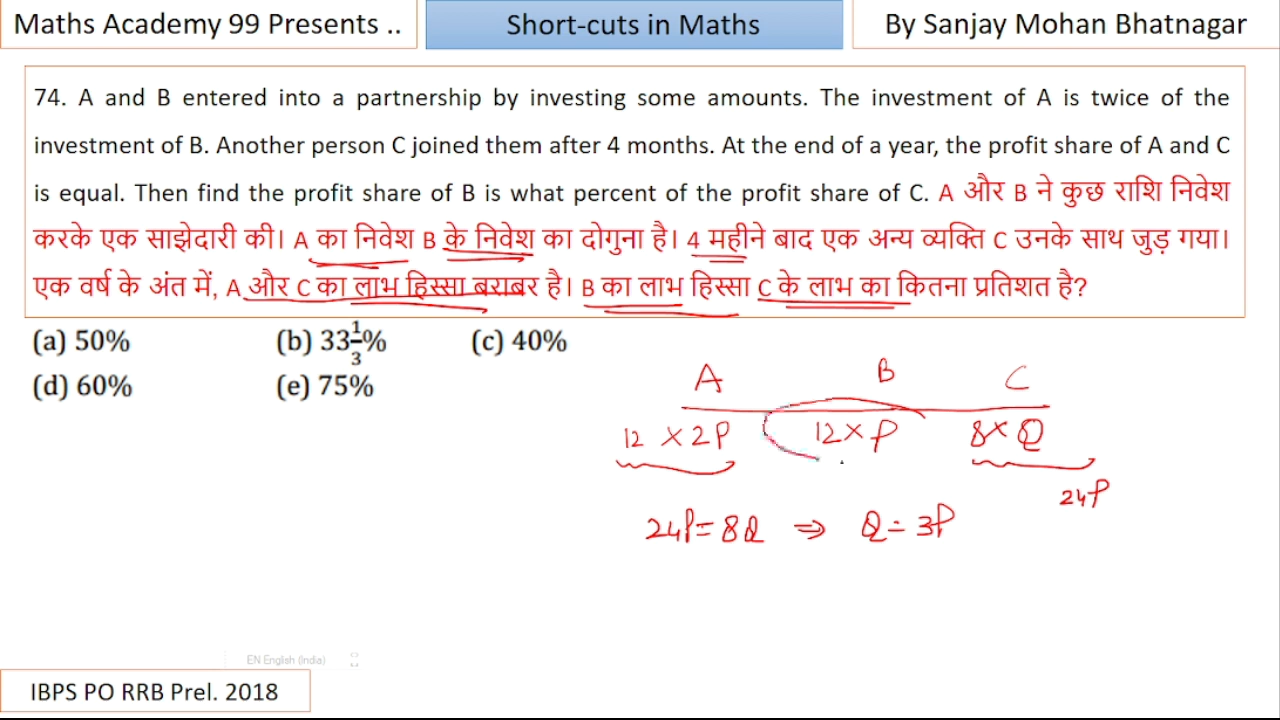 Maths Academy 99 Presents ..
Short-cuts in Maths
By Sanjay Mohan Bhatnagar
74. A and B entered into a partnership by investing some amounts. The investment of A is twice of the
investment of B. Another person C joined them after 4 months. At the end of a year, the profit share of A and C
is equal. Then find the profit share of B is what percent of the profit share of C. A और B ने कुछ राशि निवेश
करके एक साझेदारी की। A का निवेश B के निवेश का दोगुना है। 4 महीने बाद एक अन्य व्यक्ति C उनके साथ जुड़ गया।
एक वर्ष के अंत में, A और C का लाभ हिस्सा बराबर है। B का लाभ हिस्सा C के लाभ का कितना प्रतिशत है?
(a) 50% (b) 33 1/3% (c) 40%
(d) 60% (e) 75%
A B C
12 × 2P 12 × P 8 × Q
24P
24P = 8Q ⇒ Q = 3P
EN English (India)
IBPS PO RRB Prel. 2018